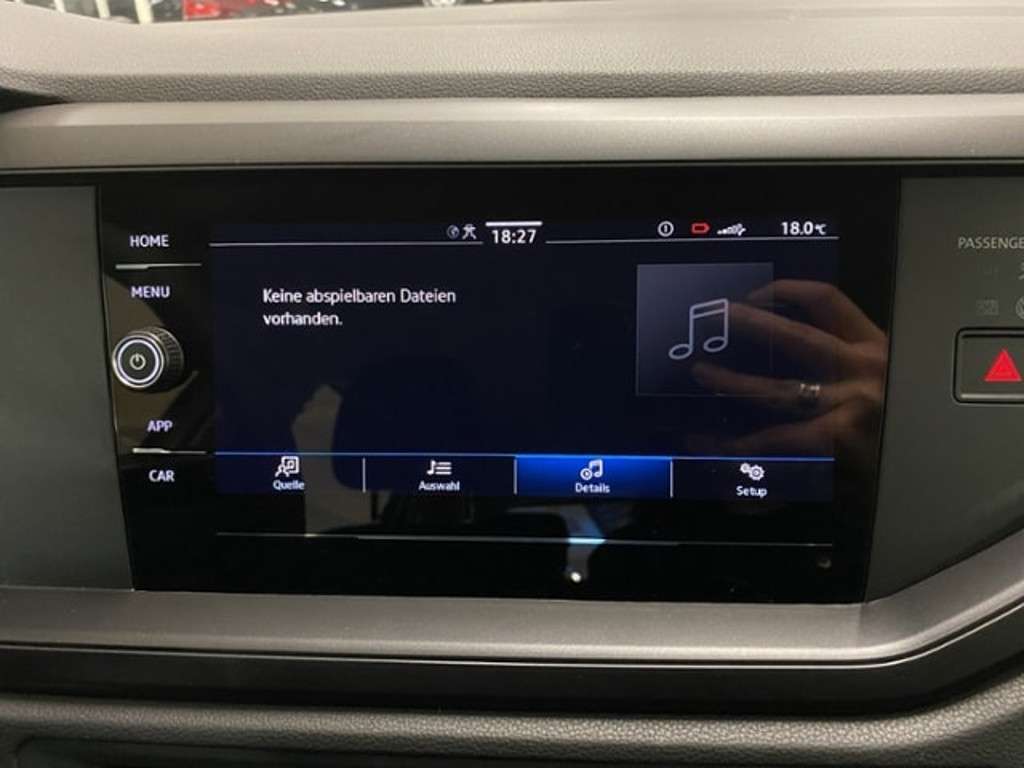 HOME
MENU
APP
CAR
18:27
18.0°C
Keine abspielbaren Dateien
vorhanden.
Quelle
Auswahl
Details
Setup